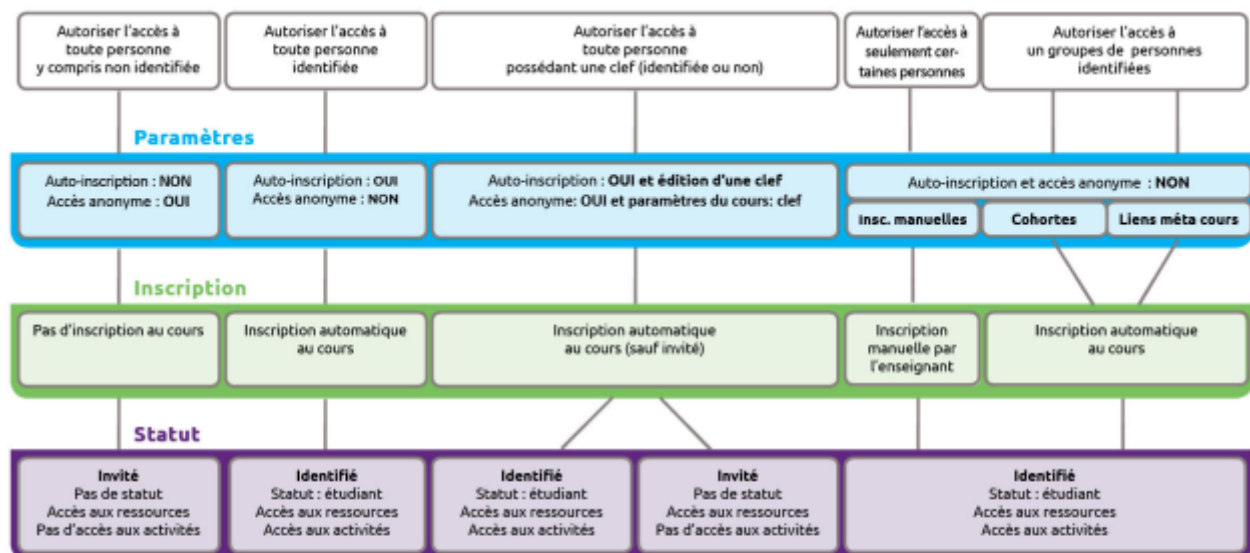 Autoriser l'accès à
toute personne
y compris non identifiée
Autoriser l'accès à
toute personne
identifiée
Autoriser l'accès à
toute personne
possédant une clef (identifiée ou non)
Autoriser l'accès à
seulement cer-
taines personnes
Autoriser l'accès à
un groupes de personnes
identifiées
Paramètres
Auto-inscription : NON
Accès anonyme : OUI
Auto-inscription : OUI
Accès anonyme : NON
Auto-inscription : OUI et édition d'une clef
Accès anonyme: OUI et paramètres du cours: clef
Auto-inscription et accès anonyme : NON
Insc. manuelles
Cohortes
Liens méta cours
Inscription
Pas d'inscription au cours
Inscription automatique
au cours
Inscription automatique
au cours (sauf invité)
Inscription
manuelle par
l'enseignant
Inscription automatique
au cours
Statut
Invité
Pas de statut
Accès aux ressources
Pas d'accès aux activités
Identifié
Statut : étudiant
Accès aux ressources
Accès aux activités
Identifié
Statut : étudiant
Accès aux ressources
Accès aux activités
Invité
Pas de statut
Accès aux ressources
Pas d'accès aux activités
Identifié
Statut : étudiant
Accès aux ressources
Accès aux activités